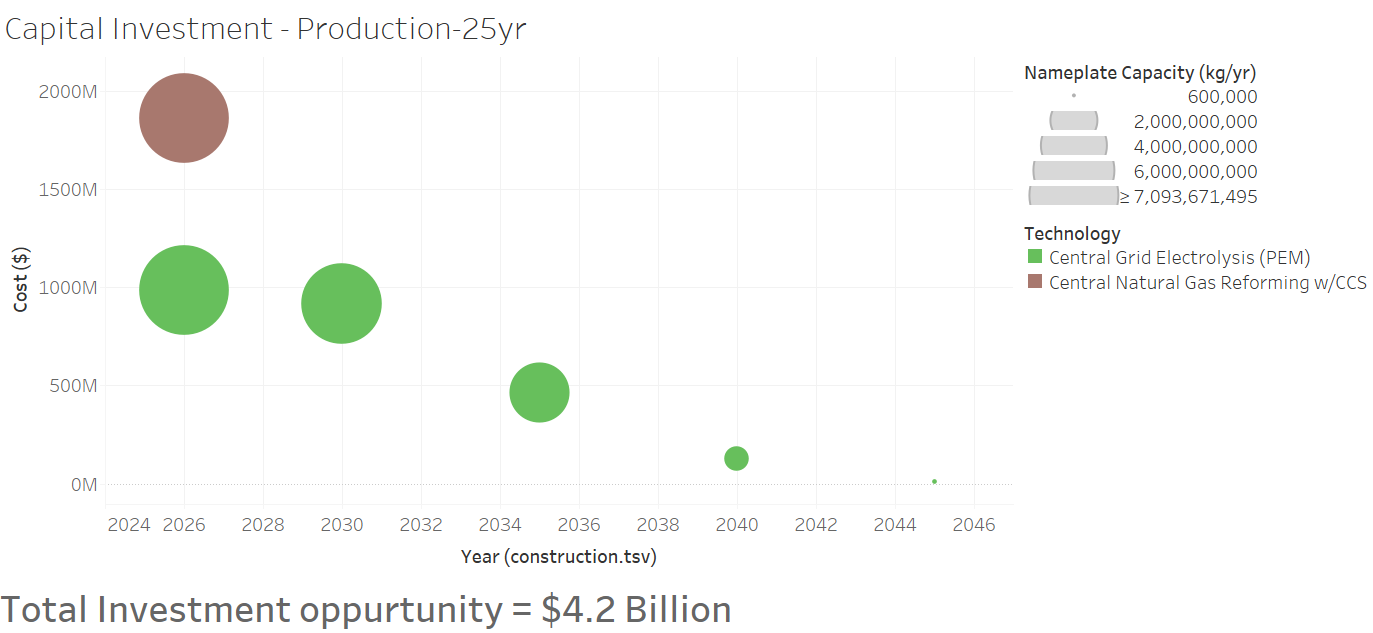 Capital Investment - Production-25yr
Nameplate Capacity (kg/yr)
600,000
2,000,000,000
4,000,000,000
6,000,000,000
≥ 7,093,671,495
Technology
Central Grid Electrolysis (PEM)
Central Natural Gas Reforming w/CCS
Cost ($)
2000M
1500M
1000M
500M
0M
2024 2026 2028 2030 2032 2034 2036 2038 2040 2042 2044 2046
Year (construction.tsv)
Total Investment oppurtunity = $4.2 Billion